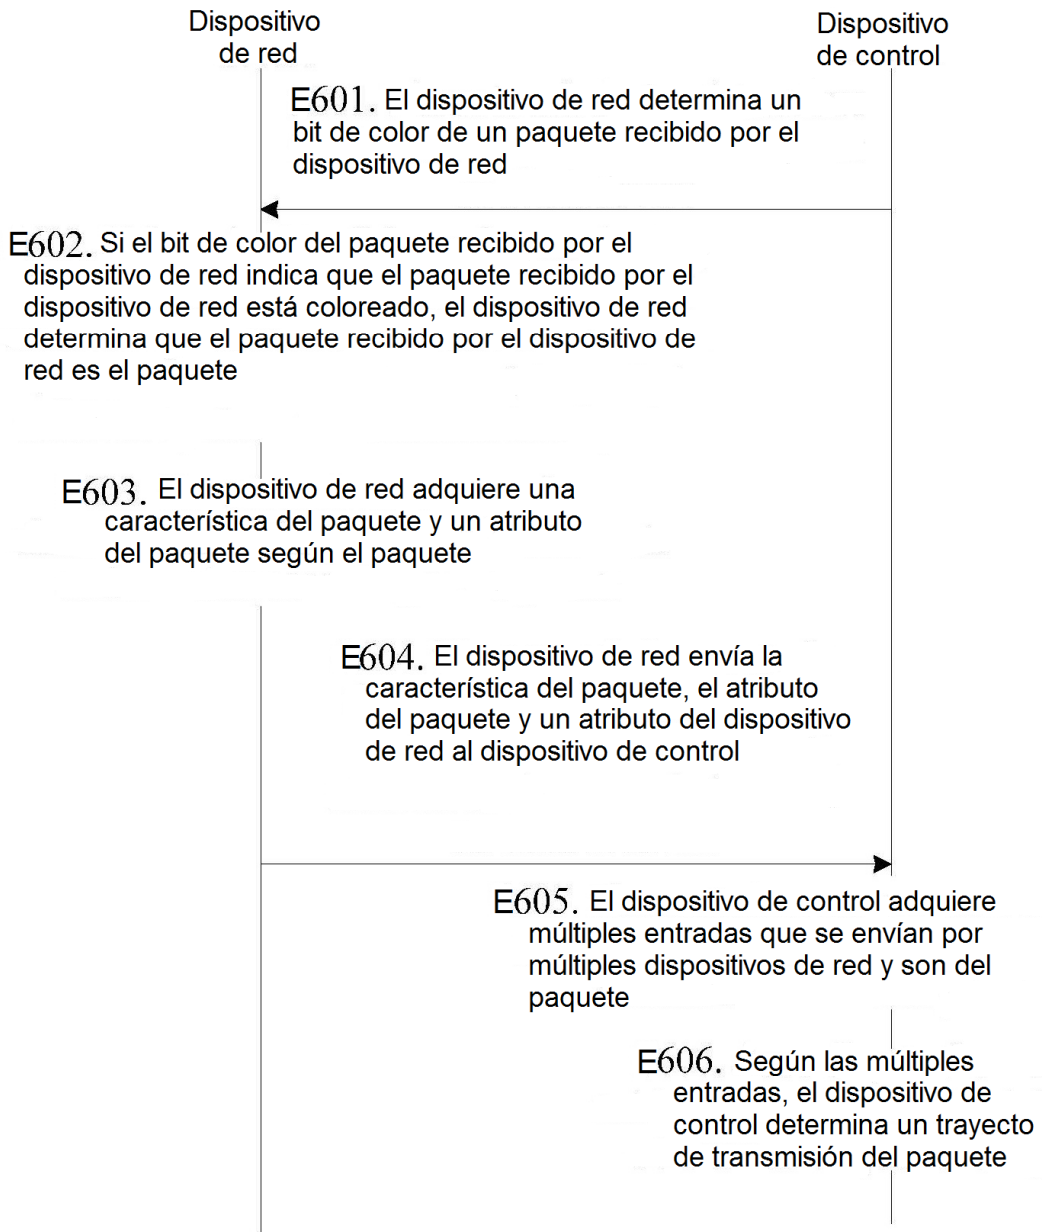 Dispositivo
de red
Dispositivo
de control
E601. El dispositivo de red determina un
bit de color de un paquete recibido por el
dispositivo de red
E602. Si el bit de color del paquete recibido por el
dispositivo de red indica que el paquete recibido por el
dispositivo de red está coloreado, el dispositivo de red
determina que el paquete recibido por el dispositivo de
red es el paquete
E603. El dispositivo de red adquiere una
característica del paquete y un atributo
del paquete según el paquete
E604. El dispositivo de red envía la
característica del paquete, el atributo
del paquete y un atributo del dispositivo
de red al dispositivo de control
E605. El dispositivo de control adquiere
múltiples entradas que se envían por
múltiples dispositivos de red y son del
paquete
E606. Según las múltiples
entradas, el dispositivo de
control determina un trayecto
de transmisión del paquete